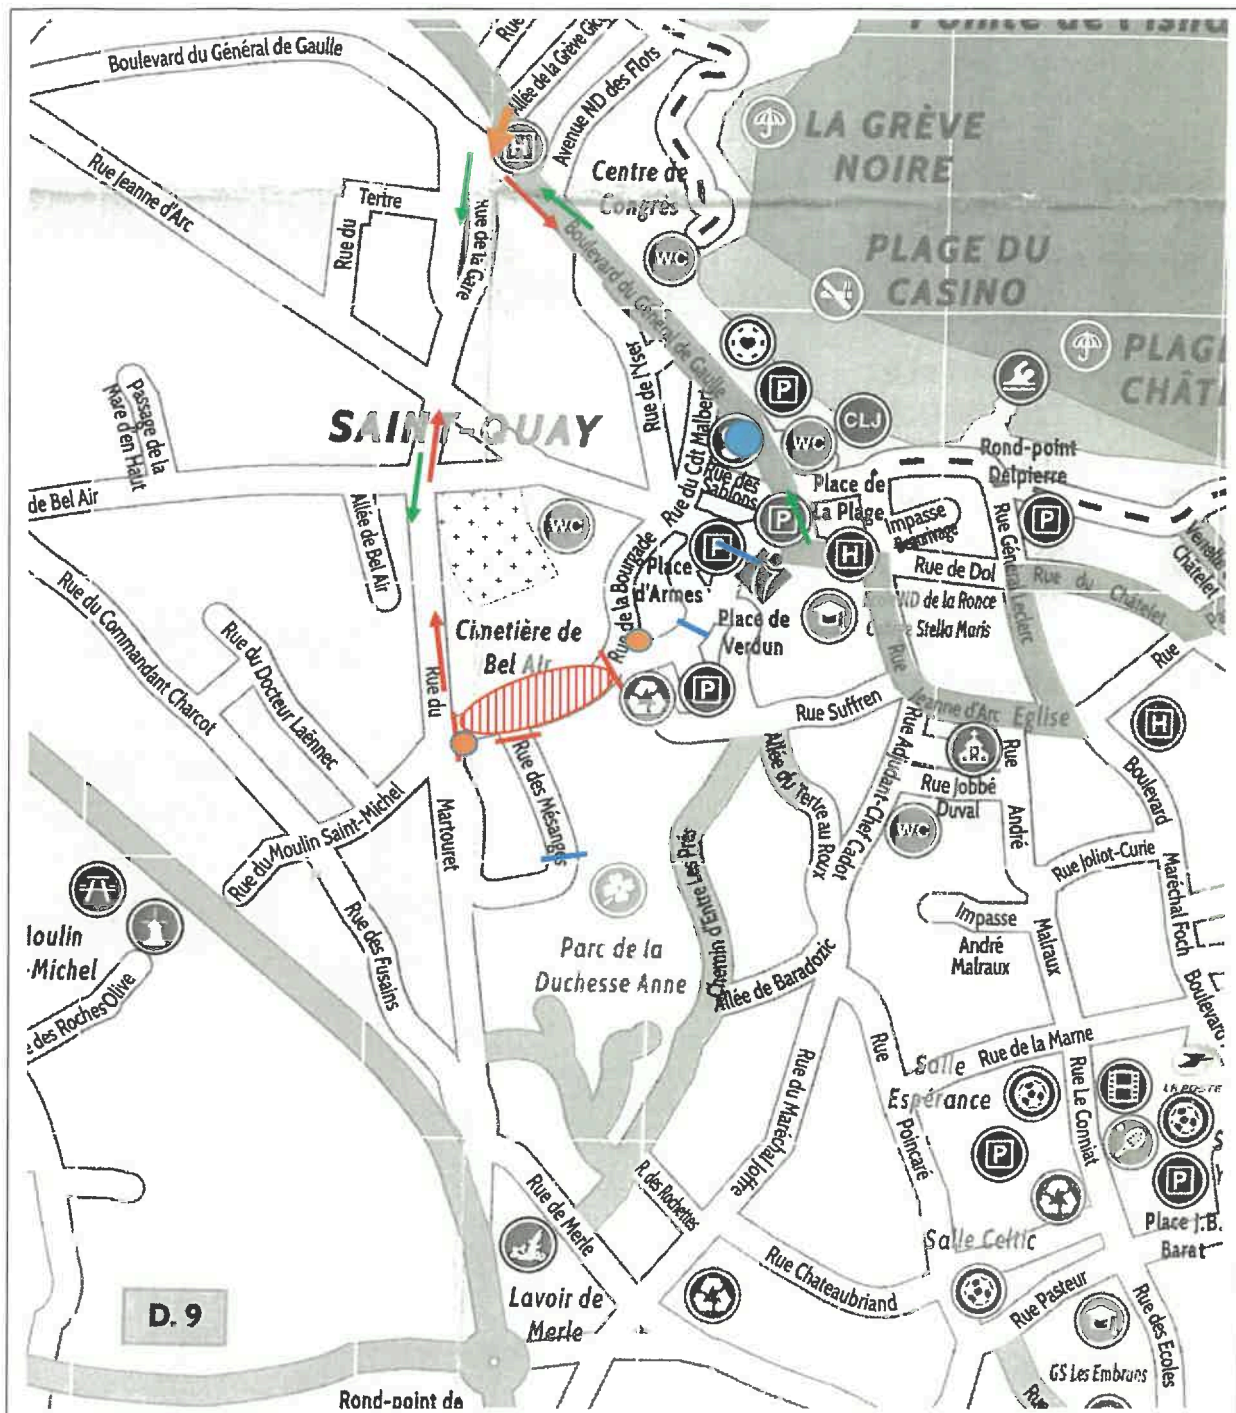 Boulevard du Général de Gaulle
Allée de la Grève
Avenue ND des Flots
LA GRÈVE
NOIRE
Rue Jeanne d'Arc
Tertre
Rue du
Rue de la Gare
H
Centre de
Congrès
WC
PLAGE DU
CASINO
Boulevard du Général de Gaulle
P
CLJ
WC
Passage de la
Mare d'en Haut
SAINT-QUAY
Rue du Cdt Malbert
Rue des
Sablons
Rond-point
Delpierre
Place de
La Plage
de Bel Air
Allée de Bel Air
WC
Rue de la Bourgade
P
P
H
P
Impasse
Rue Général Leclerc
Rue de Dol
Rue du Châtelet
Châtelet
Place
d'Armes
ND de la Ronce
Stella Maris
Place de
Verdun
Cimetière de
Bel Air
Rue du Commandant Charcot
Rue du Docteur Laënnec
Rue du
P
Rue Suffren
Rue
Jeanne d'Arc
Eglise
Rue
H
Boulevard
Rue des Mésanges
Allée du Tertre au Roux
Rue Adjudant-Chef Cadot
Rue Jobbé
Duval
Rue
André
WC
Rue du Moulin Saint-Michel
Martouret
Chemin d'Entre Les Prés
Rue Joliot-Curie
Maréchal Foch
Impasse
André
Malraux
Malraux
Moulin
-Michel
Rue des Fusains
Parc de la
Duchesse Anne
Allée de Baradozic
des Roches Olive
Boulevard
Rue
Rue de la Marne
Salle
Espérance
Rue du Maréchal Joffre
Rue Le Conniat
LA POSTE
Poincaré
P
P
R. des Rochettes
Rue de Merle
Salle Celtic
Place J.B.
Barat
Rue Chateaubriand
Lavoir de
Merle
Rue Pasteur
Rue des Ecoles
D. 9
GS Les Embruns
Rond-point de
Rue